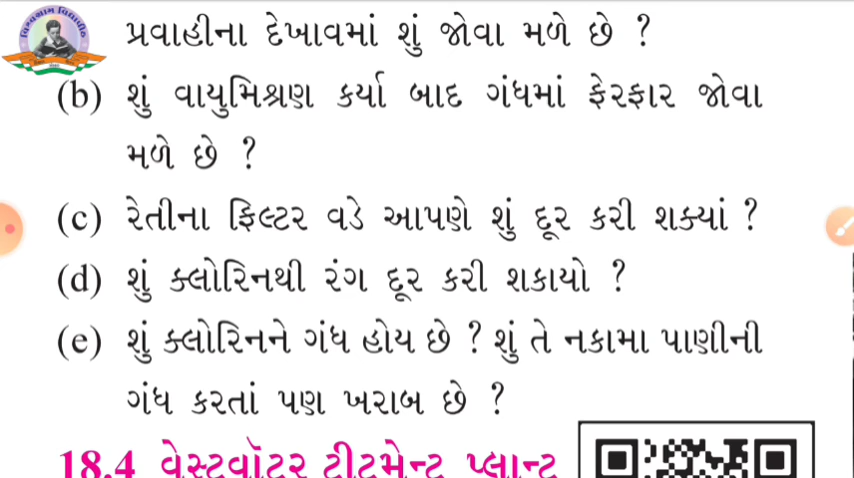 પ્રવાહીના દેખાવમાં શું જોવા મળે છે ?
(b) શું વાયુમિશ્રણ કર્યા બાદ ગંધમાં ફેરફાર જોવા
મળે છે ?
(c) રેતીના ફિલ્ટર વડે આપણે શું દૂર કરી શક્યાં ?
(d) શું ક્લોરિનથી રંગ દૂર કરી શકાયો ?
(e) શું ક્લોરિનને ગંધ હોય છે ? શું તે નકામા પાણીની
ગંધ કરતાં પણ ખરાબ છે ?
18.4 વેસ્ટવૉટર ટ્રીટમેન્ટ પ્લાન્ટ